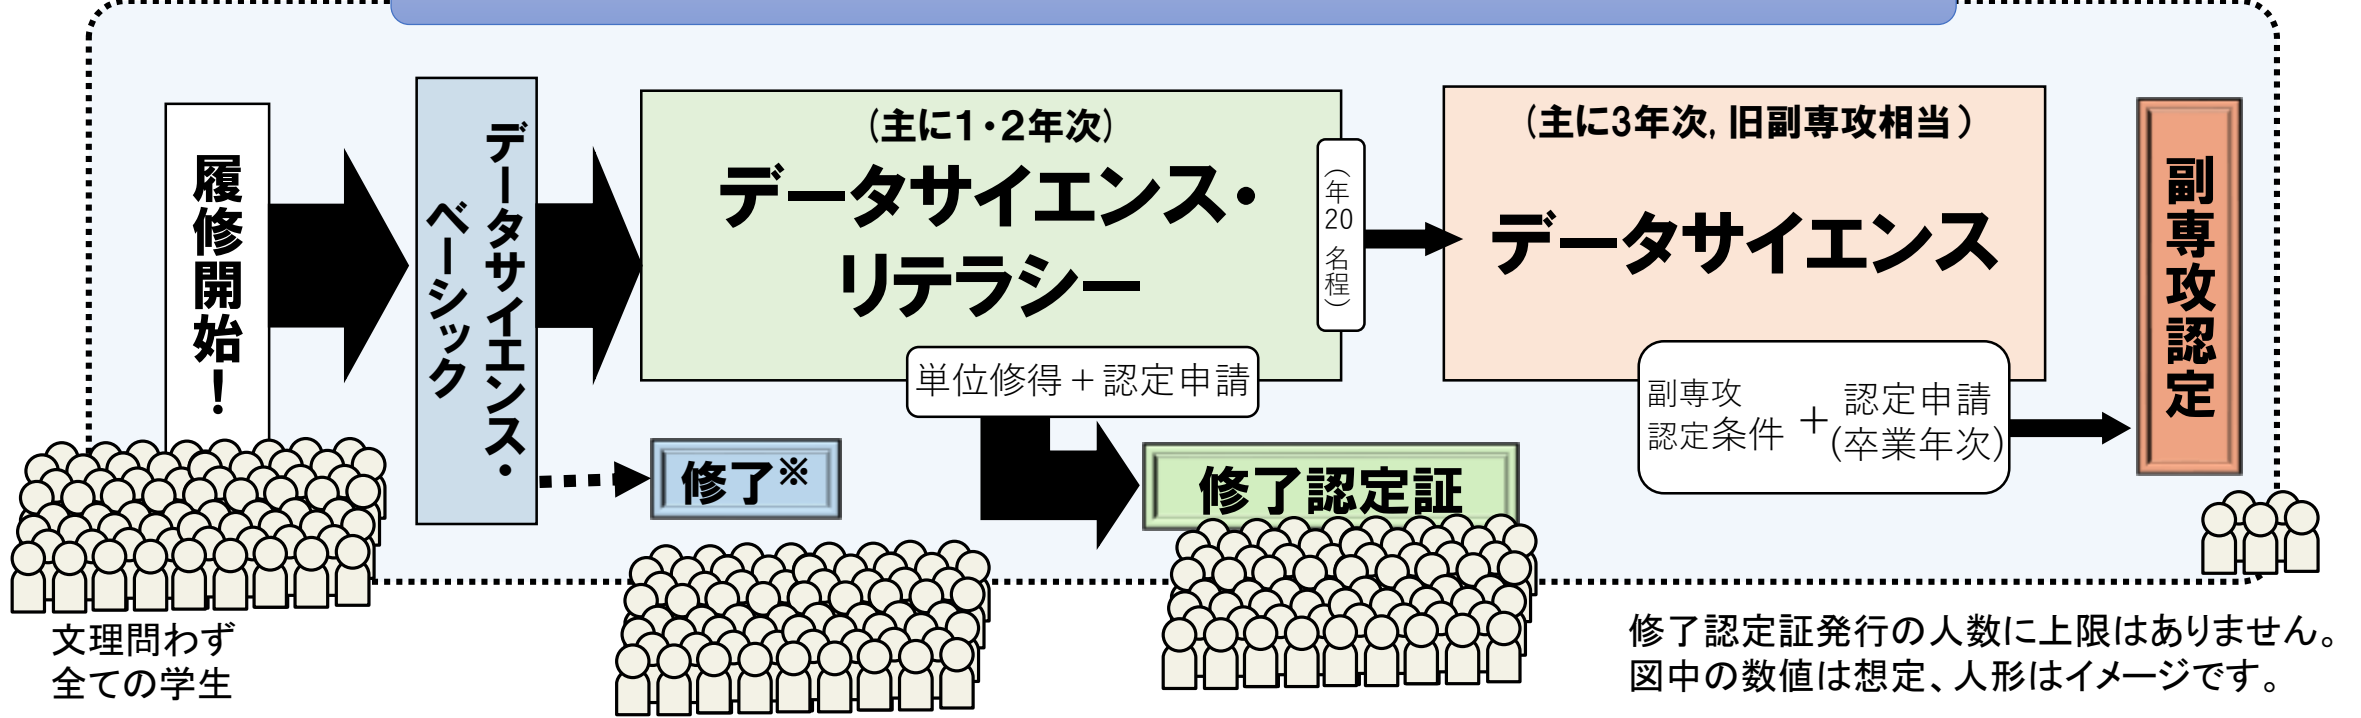 履修開始！
データサイエンス・
ベーシック
(主に1・2年次)
データサイエンス・
リテラシー
（年20名程）
(主に3年次, 旧副専攻相当)
データサイエンス
副専攻認定
単位修得＋認定申請
副専攻
認定条件
＋
認定申請
(卒業年次)
修了※
修了認定証
文理問わず
全ての学生
修了認定証発行の人数に上限はありません。
図中の数値は想定、人形はイメージです。